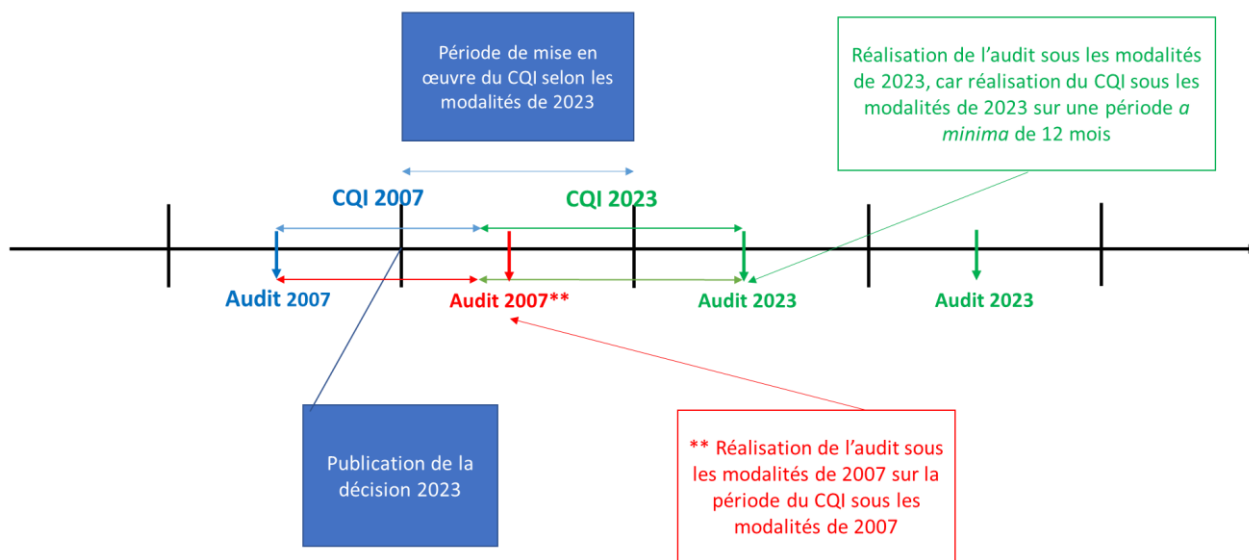 Période de mise en
œuvre du CQI selon les
modalités de 2023
Réalisation de l’audit sous les modalités
de 2023, car réalisation du CQI sous les
modalités de 2023 sur une période a
minima de 12 mois
CQI 2007
CQI 2023
Audit 2007
Audit 2007**
Audit 2023
Audit 2023
Publication de la
décision 2023
** Réalisation de l’audit sous
les modalités de 2007 sur la
période du CQI sous les
modalités de 2007